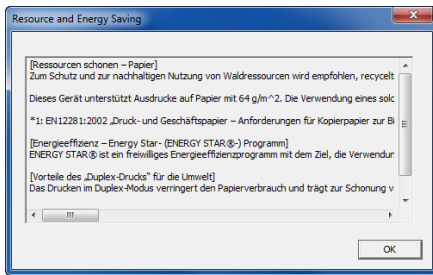 Resource and Energy Saving
[Ressourcen schonen – Papier]
Zum Schutz und zur nachhaltigen Nutzung von Waldressourcen wird empfohlen, recycelt
Dieses Gerät unterstützt Ausdrucke auf Papier mit 64 g/m^2. Die Verwendung eines solc
*1: EN12281:2002 „Druck- und Geschäftspapier – Anforderungen für Kopierpapier zur Bi
[Energieeffizienz – Energy Star- (ENERGY STAR®-) Programm]
ENERGY STAR® ist ein freiwilliges Energieeffizienzprogramm mit dem Ziel, die Verwendur
[Vorteile des „Duplex-Drucks“ für die Umwelt]
Das Drucken im Duplex-Modus verringert den Papierverbrauch und trägt zur Schonung v
OK